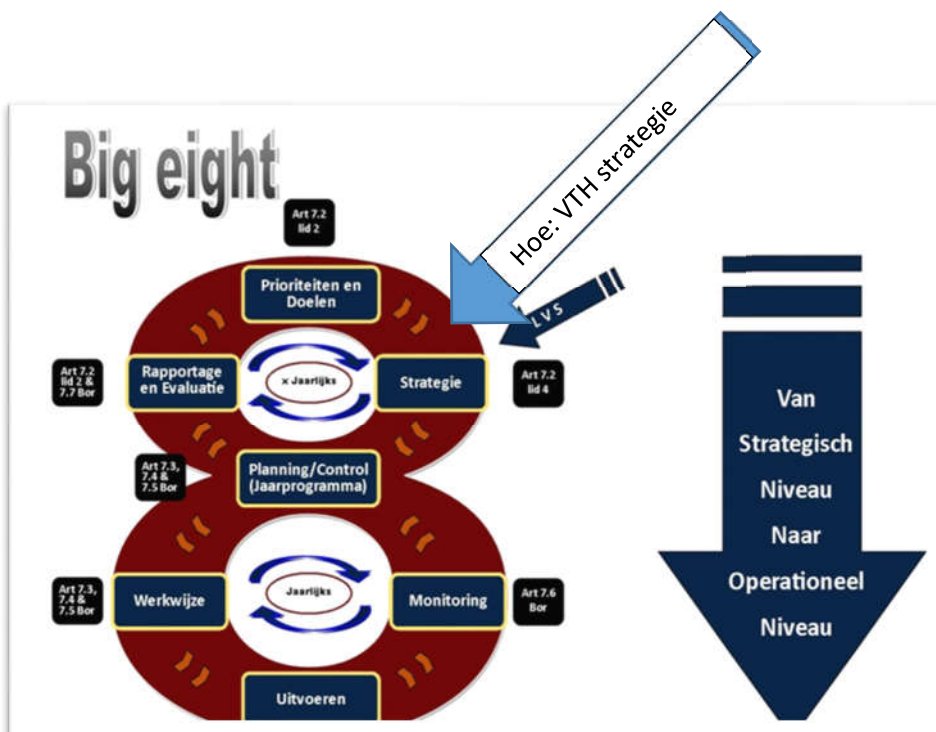 Big eight
Hoe: VTH strategie
LVS
Art 7.2
lid 2
Prioriteiten en
Doelen
Art 7.2
lid 2 &
7.7 Bor
Rapportage
en Evaluatie
x Jaarlijks
Strategie
Art 7.2
lid 4
Art 7.3,
7.4 &
7.5 Bor
Planning/Control
(Jaarprogramma)
Art 7.3,
7.4 &
7.5 Bor
Werkwijze
Jaarlijks
Monitoring
Art 7.6
Bor
Uitvoeren
Van
Strategisch
Niveau
Naar
Operationeel
Niveau